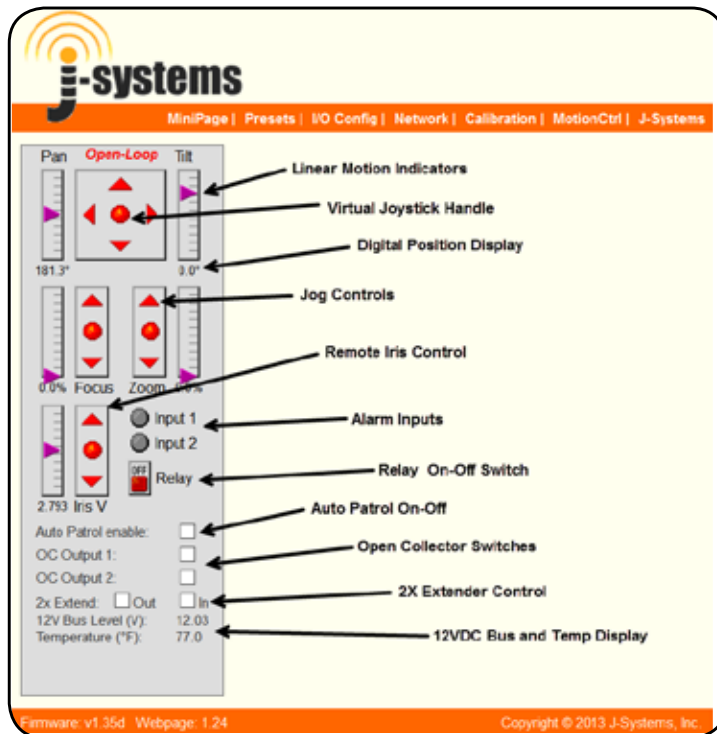 j-systems
MiniPage | Presets | I/O Config | Network | Calibration | MotionCtrl | J-Systems
Pan Open-Loop Tilt
Linear Motion Indicators
Virtual Joystick Handle
Digital Position Display
181.3° 0.0°
Jog Controls
Remote Iris Control
0.0% Focus Zoom 0.0%
Input 1
Alarm Inputs
Input 2
OFF
Relay
Relay On-Off Switch
2.793 Iris V
Auto Patrol On-Off
Auto Patrol enable:
OC Output 1:
Open Collector Switches
OC Output 2:
2X Extender Control
2x Extend: Out In
12V Bus Level (V): 12.03
Temperature (°F): 77.0
12VDC Bus and Temp Display
Firmware: v1.35d Webpage: 1.24 Copyright © 2013 J-Systems, Inc.